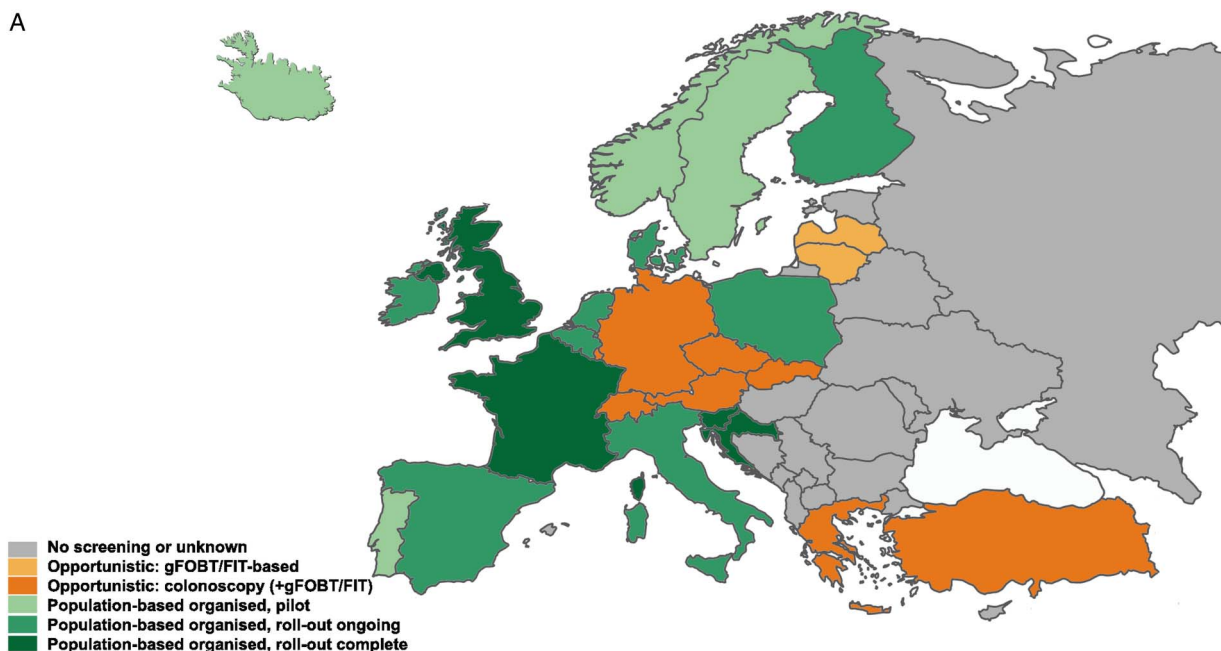 A
No screening or unknown
Opportunistic: gFOBT/FIT-based
Opportunistic: colonoscopy (+gFOBT/FIT)
Population-based organised, pilot
Population-based organised, roll-out ongoing
Population-based organised, roll-out complete